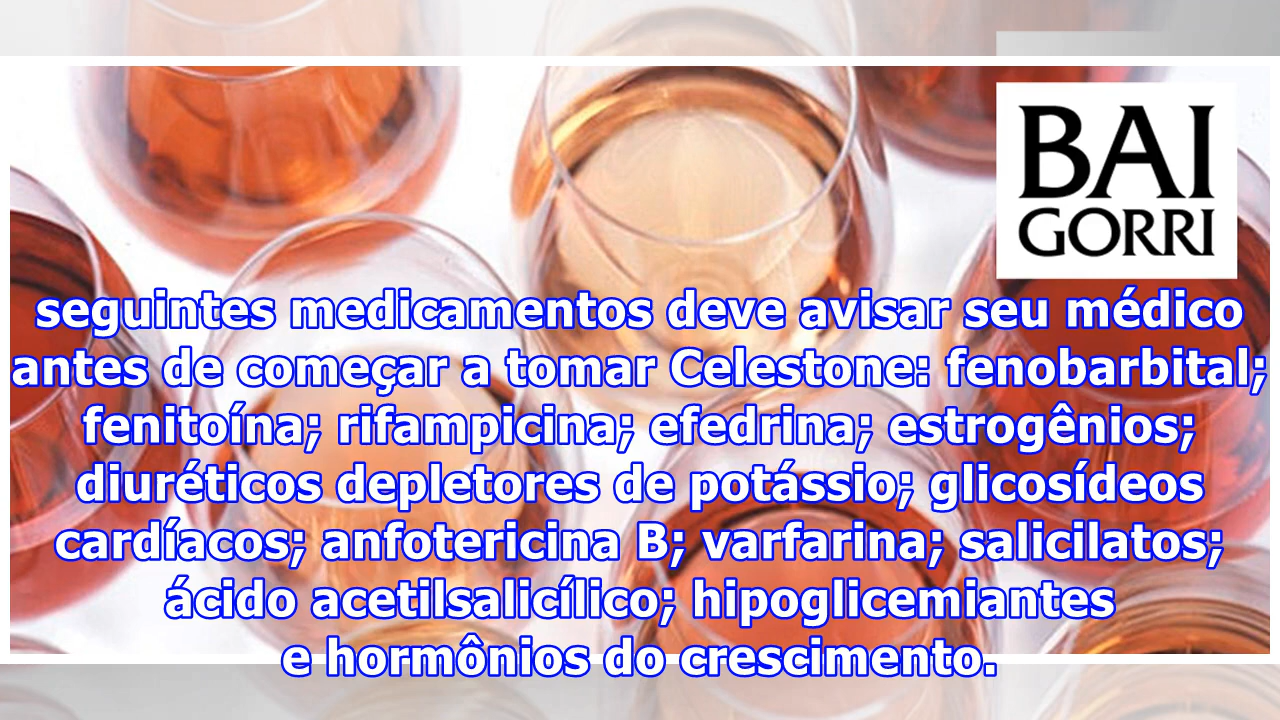 BAI
GORRI
seguintes medicamentos deve avisar seu médico
antes de começar a tomar Celestone: fenobarbital;
fenitoína; rifampicina; efedrina; estrogênios;
diuréticos depletores de potássio; glicosídeos
cardíacos; anfotericina B; varfarina; salicilatos;
ácido acetilsalicílico; hipoglicemiantes
e hormônios do crescimento.